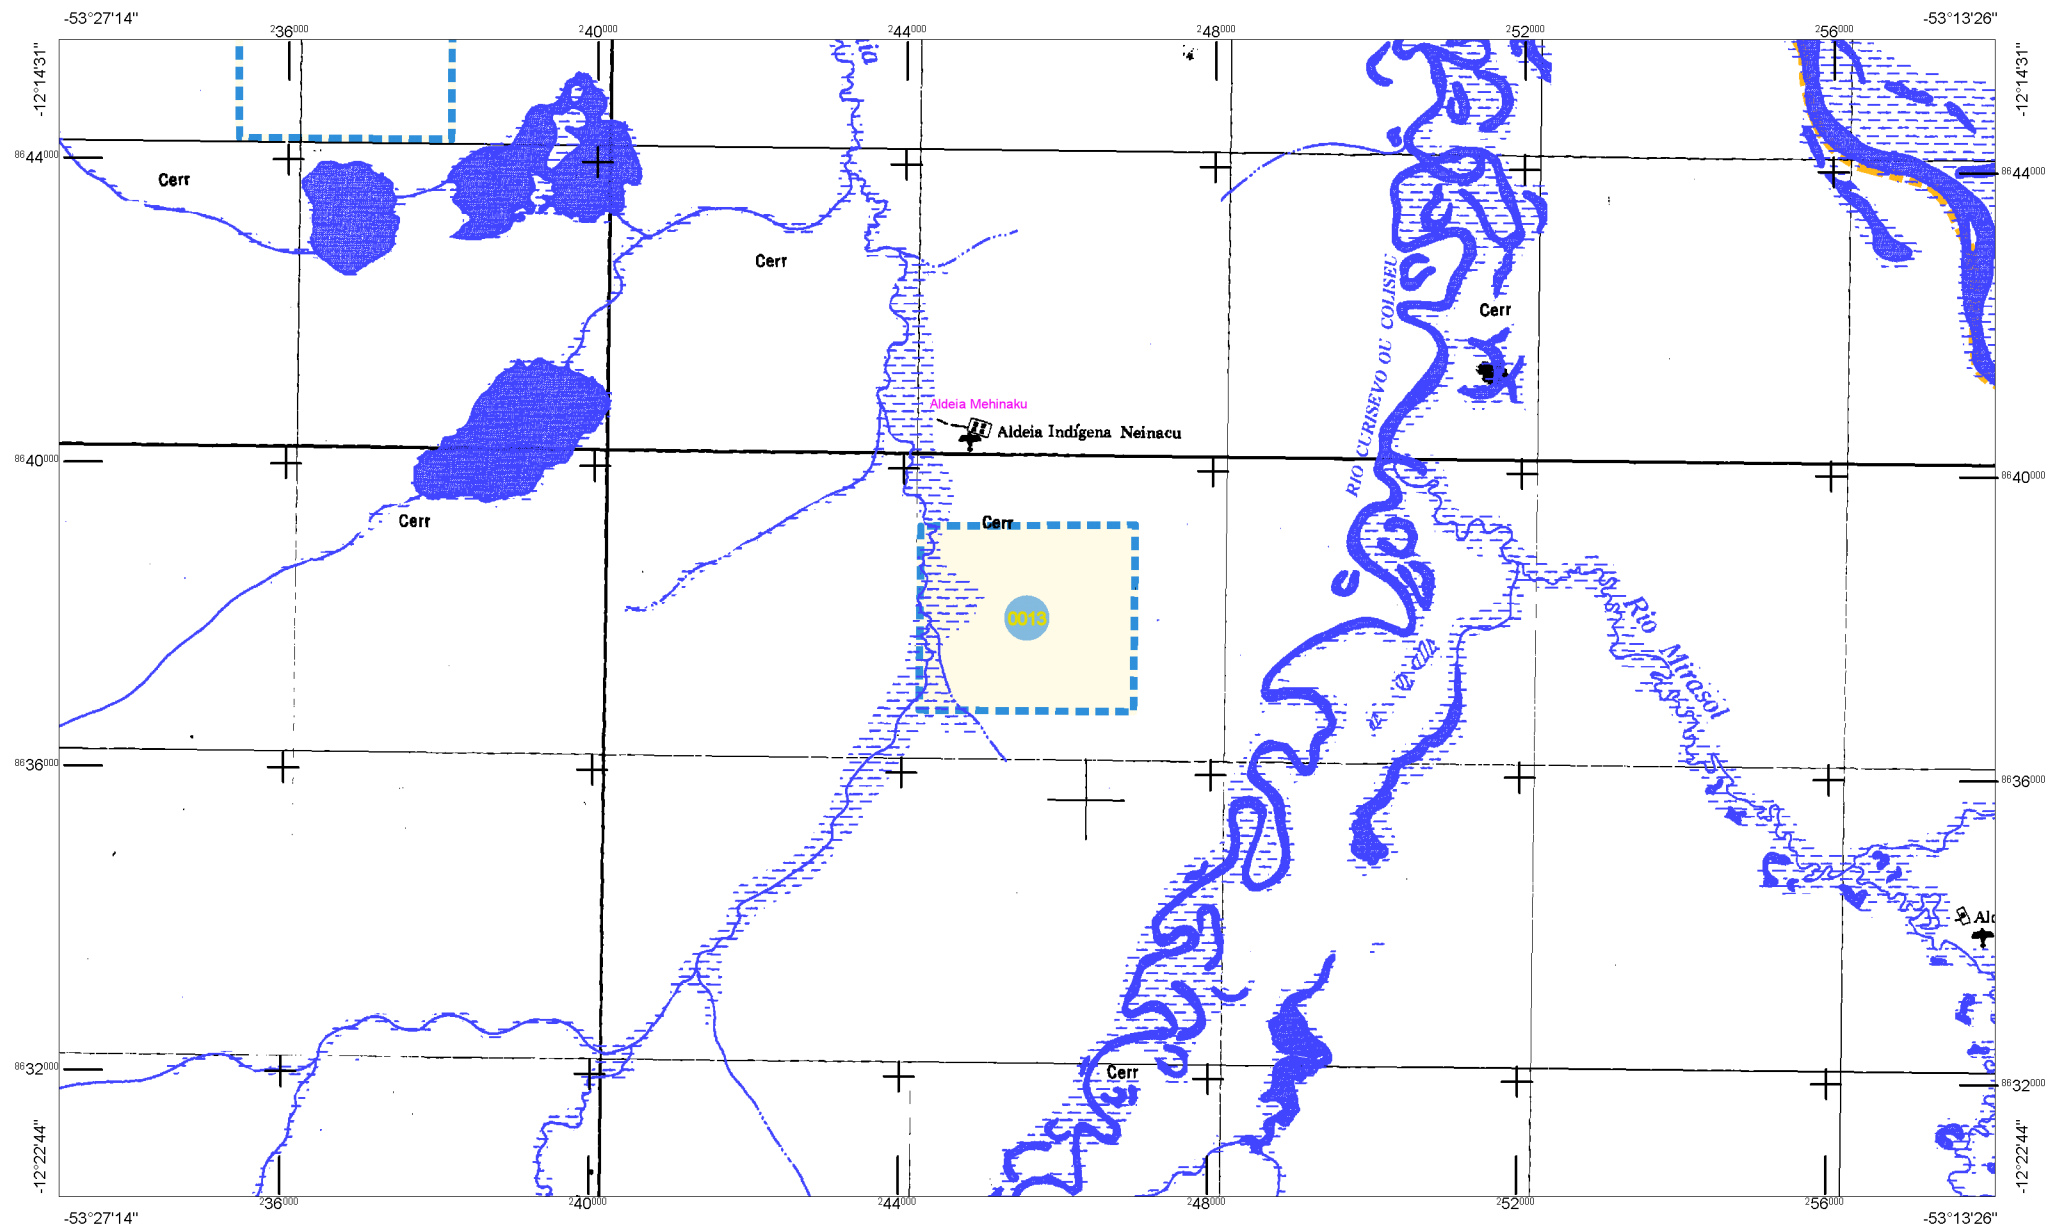 -53°27'14"
-53°13'26"
236000
240000
244000
248000
252000
256000
-12°14'31"
-12°14'31"
8644000
8644000
Cerr
Cerr
RIO CURISEVO OU COLISEU
Cerr
Aldeia Mehinaku
Aldeia Indígena Neinacu
8640000
8640000
Cerr
Cerr
0013
Rio Mirasol
8636000
8636000
Ald
8632000
8632000
Cerr
-12°22'44"
-12°22'44"
236000
240000
244000
248000
252000
256000
-53°27'14"
-53°13'26"